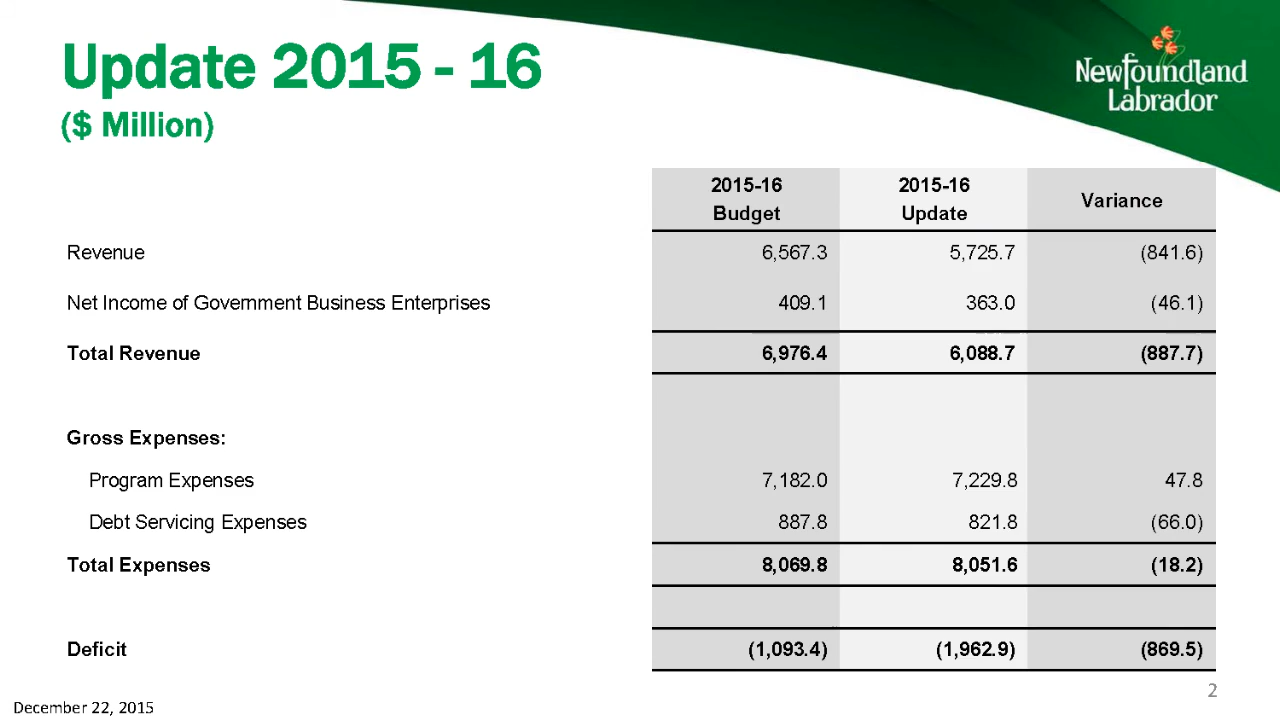 Update 2015 - 16
($ Million)
Newfoundland
Labrador
2015-16 Budget 2015-16 Update Variance
Revenue 6,567.3 5,725.7 (841.6)
Net Income of Government Business Enterprises 409.1 363.0 (46.1)
Total Revenue 6,976.4 6,088.7 (887.7)
Gross Expenses:
Program Expenses 7,182.0 7,229.8 47.8
Debt Servicing Expenses 887.8 821.8 (66.0)
Total Expenses 8,069.8 8,051.6 (18.2)
Deficit (1,093.4) (1,962.9) (869.5)
2
December 22, 2015